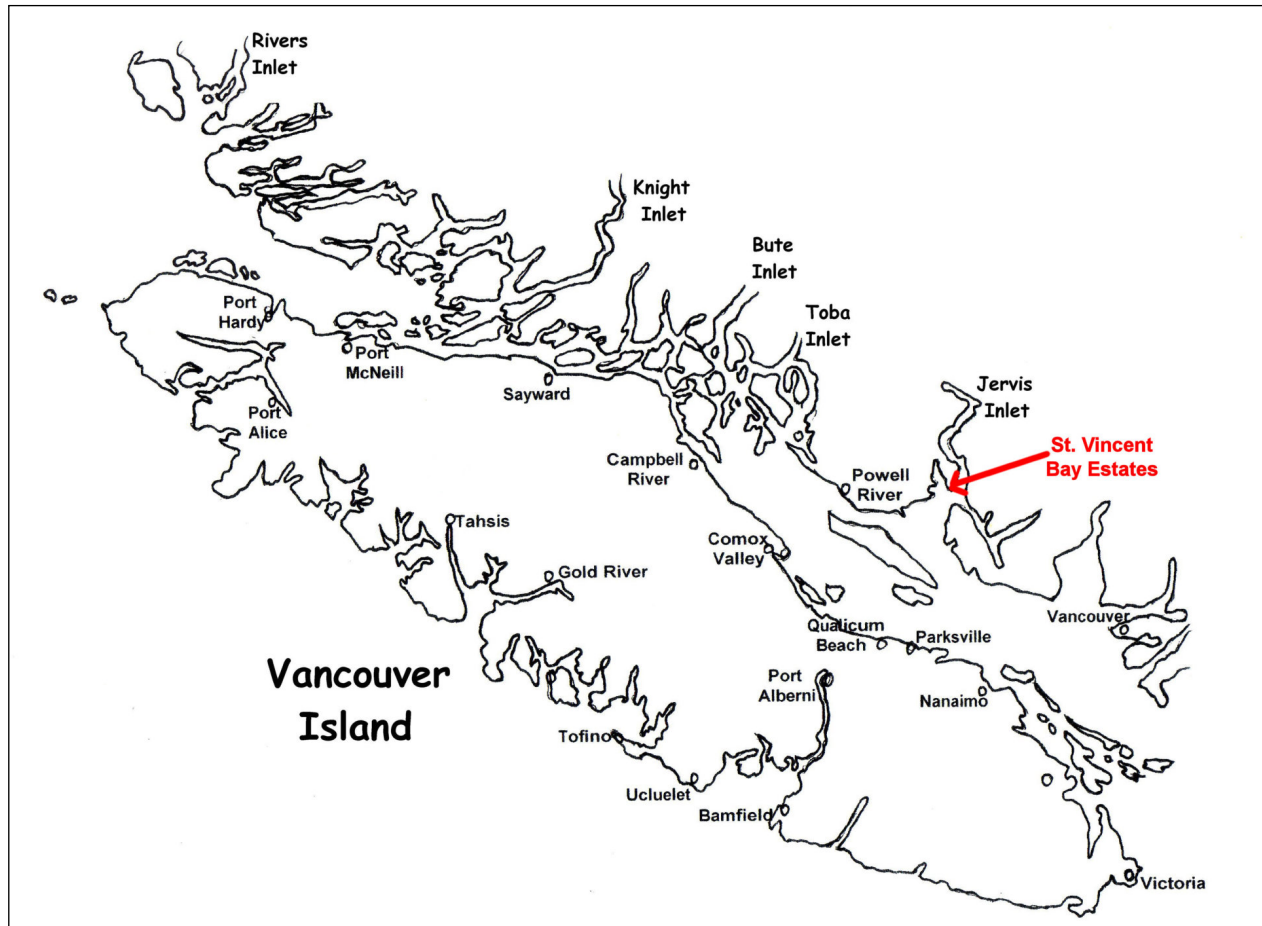 Rivers
Inlet
Knight
Inlet
Bute
Inlet
Toba
Inlet
Port
Hardy
Port
McNeill
Sayward
Jervis
Inlet
Port
Alice
St. Vincent
Bay Estates
Campbell
River
Powell
River
Tahsis
Comox
Valley
Gold River
Vancouver
Qualicum
Beach
Parksville
Vancouver
Island
Port
Alberni
Nanaimo
Tofino
Ucluelet
Bamfield
Victoria